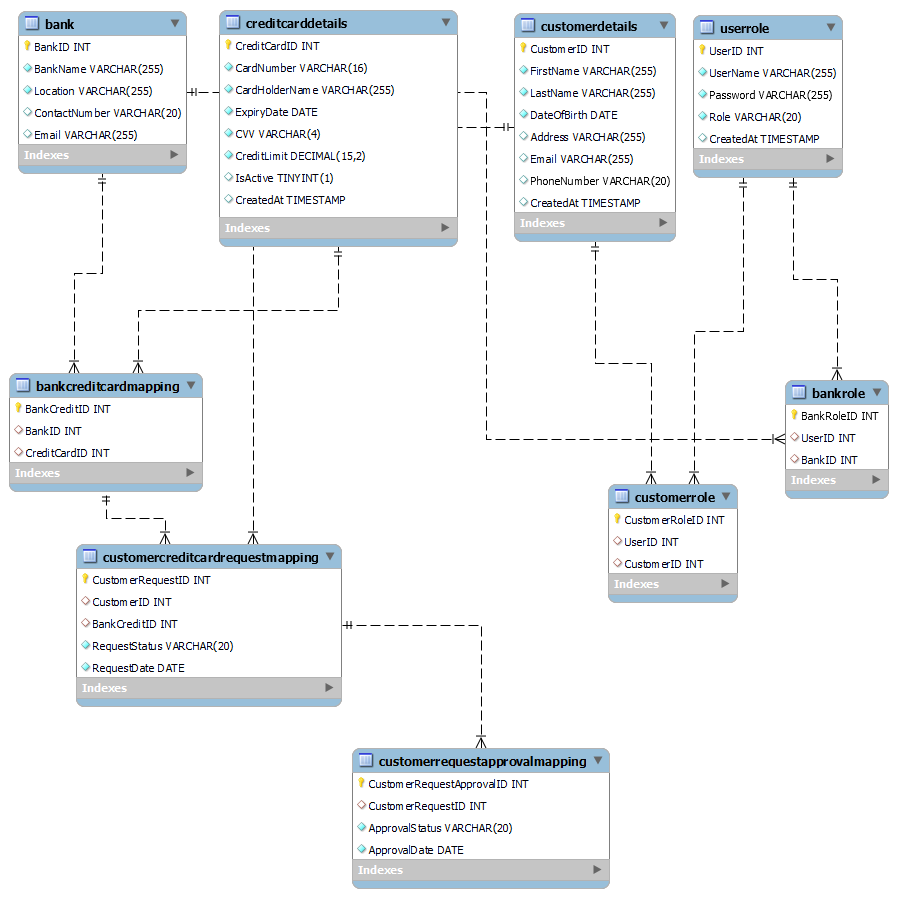 bank
BankID INT
BankName VARCHAR(255)
Location VARCHAR(255)
ContactNumber VARCHAR(20)
Email VARCHAR(255)
Indexes
creditcarddetails
CreditCardID INT
CardNumber VARCHAR(16)
CardHolderName VARCHAR(255)
ExpiryDate DATE
CVV VARCHAR(4)
CreditLimit DECIMAL(15,2)
IsActive TINYINT(1)
CreatedAt TIMESTAMP
Indexes
customerdetails
CustomerID INT
FirstName VARCHAR(255)
LastName VARCHAR(255)
DateOfBirth DATE
Address VARCHAR(255)
Email VARCHAR(255)
PhoneNumber VARCHAR(20)
CreatedAt TIMESTAMP
Indexes
userrole
UserID INT
UserName VARCHAR(255)
Password VARCHAR(255)
Role VARCHAR(20)
CreatedAt TIMESTAMP
Indexes
bankcreditcardmapping
BankCreditID INT
BankID INT
CreditCardID INT
Indexes
bankrole
BankRoleID INT
UserID INT
BankID INT
Indexes
customerrole
CustomerRoleID INT
UserID INT
CustomerID INT
Indexes
customercreditcardrequestmapping
CustomerRequestID INT
CustomerID INT
BankCreditID INT
RequestStatus VARCHAR(20)
RequestDate DATE
Indexes
customerrequestapprovalmapping
CustomerRequestApprovalID INT
CustomerRequestID INT
ApprovalStatus VARCHAR(20)
ApprovalDate DATE
Indexes